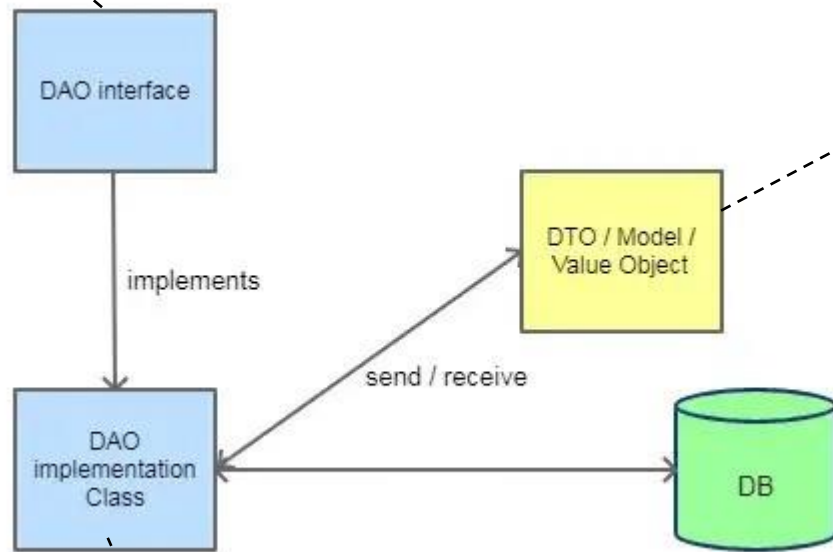 DAO interface
implements
DTO / Model /
Value Object
send / receive
DAO
implementation
Class
DB